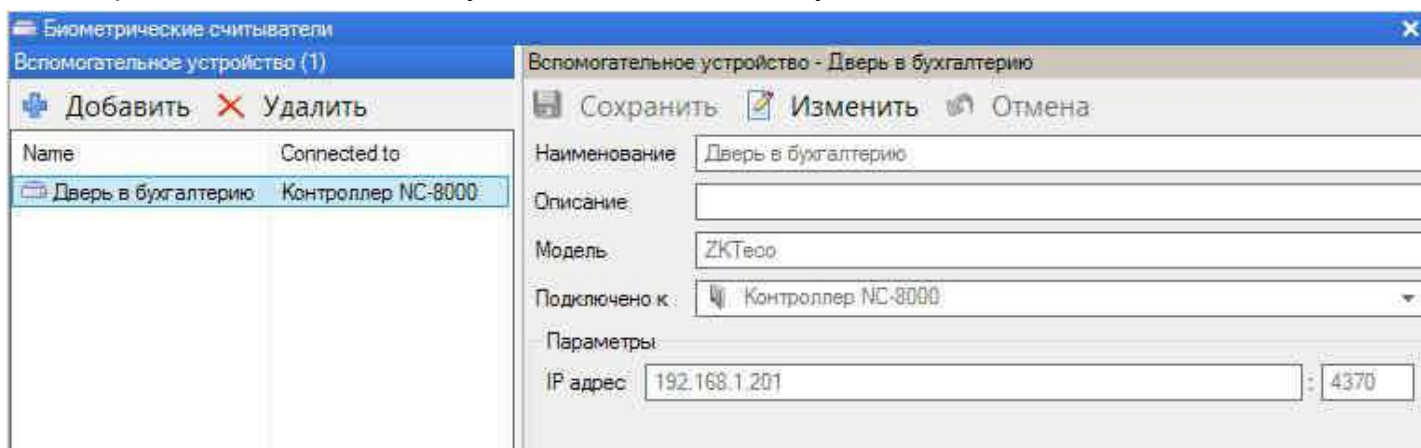 Биометрические считыватели
Вспомогательное устройство (1)
Добавить Удалить
Name Connected to
Дверь в бухгалтерию Контроллер NC-8000
Вспомогательное устройство - Дверь в бухгалтерию
Сохранить Изменить Отмена
Наименование Дверь в бухгалтерию
Описание
Модель ZKTeco
Подключено к Контроллер NC-8000
Параметры
IP адрес 192.168.1.201 : 4370